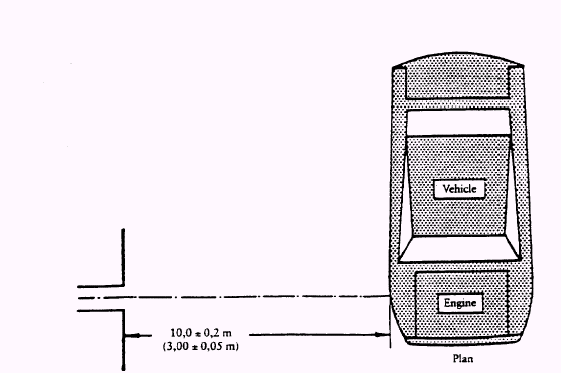 Vehicle
Engine
10,0 ± 0,2 m
(3,00 ± 0,05 m)
Plan